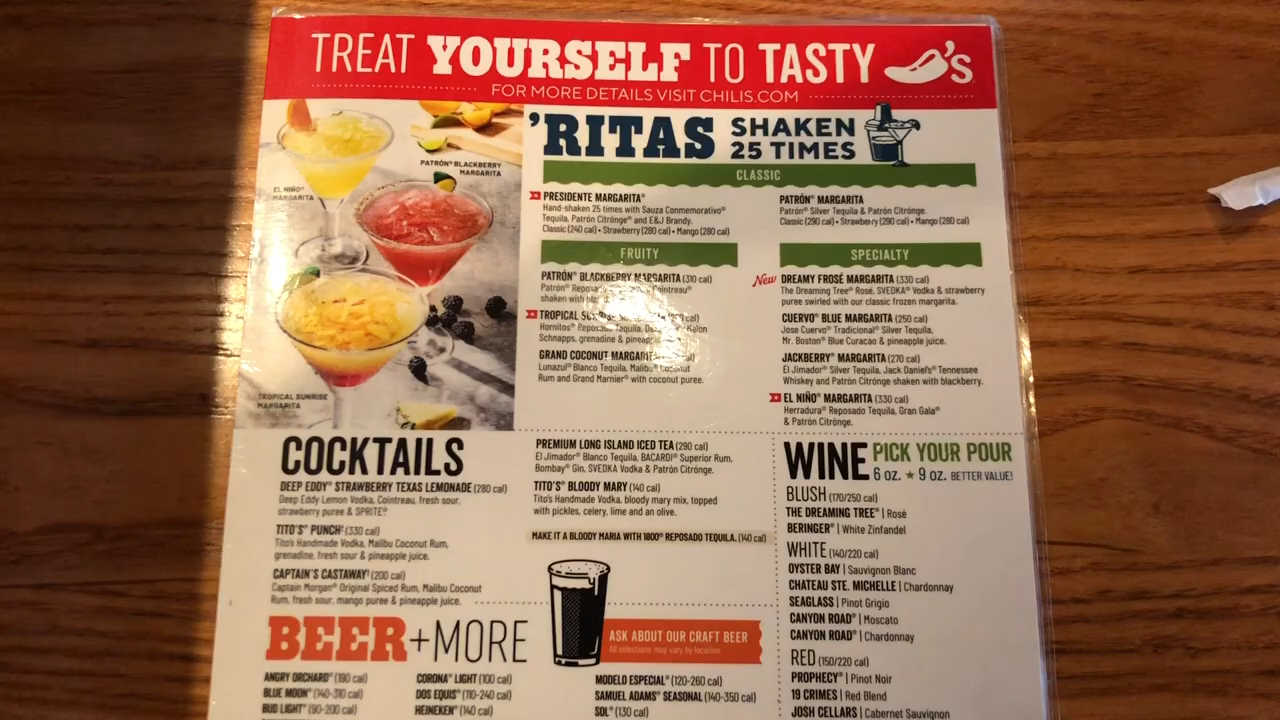 TREAT YOURSELF TO TASTY 's
FOR MORE DETAILS VISIT CHILIS.COM
PATRÓN® BLACKBERRY
MARGARITA
EL NIÑO®
MARGARITA
TROPICAL SUNRISE
MARGARITA
'RITAS SHAKEN
25 TIMES
CLASSIC
PRESIDENTE MARGARITA®
Hand-shaken 25 times with Sauza Conmemorativo®
Tequila, Patrón Citrónge® and E&J Brandy.
Classic (240 cal) • Strawberry (280 cal) • Mango (280 cal)
PATRÓN® MARGARITA
Patrón® Silver Tequila & Patrón Citrónge.
Classic (290 cal) • Strawberry (290 cal) • Mango (280 cal)
FRUITY
PATRÓN® BLACKBERRY MARGARITA (310 cal)
Patrón® Cointreau®
shaken with
TROPICAL cal)
Hornitos® Reposado Tequila,
Schnapps, grenadine & pineapple
GRAND COCONUT MARGARITA
Lunazul® Blanco Tequila, Malibu® Coconut
Rum and Grand Marnier® with coconut puree.
SPECIALTY
New DREAMY FROSÉ MARGARITA (330 cal)
The Dreaming Tree® Rosé, SVEDKA® Vodka & strawberry
puree swirled with our classic frozen margarita.
CUERVO® BLUE MARGARITA (250 cal)
Jose Cuervo® Tradicional® Silver Tequila,
Mr. Boston® Blue Curacao & pineapple juice.
JACKBERRY® MARGARITA (270 cal)
El Jimador® Silver Tequila, Jack Daniel's® Tennessee
Whiskey and Patrón Citrónge shaken with blackberry.
EL NIÑO® MARGARITA (330 cal)
Herradura® Reposado Tequila, Gran Gala®
& Patrón Citrónge.
COCKTAILS
DEEP EDDY® STRAWBERRY TEXAS LEMONADE (280 cal)
Deep Eddy Lemon Vodka, Cointreau, fresh sour,
strawberry puree & SPRITE®
TITO'S® PUNCH† (330 cal)
Tito's Handmade Vodka, Malibu Coconut Rum,
grenadine, fresh sour & pineapple juice.
CAPTAIN'S CASTAWAY† (200 cal)
Captain Morgan® Original Spiced Rum, Malibu Coconut
Rum, fresh sour, mango puree & pineapple juice.
PREMIUM LONG ISLAND ICED TEA (290 cal)
El Jimador® Blanco Tequila, BACARDI® Superior Rum,
Bombay® Gin, SVEDKA Vodka & Patrón Citrónge.
TITO'S® BLOODY MARY (140 cal)
Tito's Handmade Vodka, bloody mary mix, topped
with pickles, celery, lime and an olive.
MAKE IT A BLOODY MARIA WITH 1800® REPOSADO TEQUILA. (140 cal)
WINE PICK YOUR POUR
6 oz. ★ 9 oz. BETTER VALUE!
BLUSH (170/250 cal)
THE DREAMING TREE® | Rosé
BERINGER® | White Zinfandel
WHITE (140/220 cal)
OYSTER BAY | Sauvignon Blanc
CHATEAU STE. MICHELLE | Chardonnay
SEAGLASS | Pinot Grigio
CANYON ROAD® | Moscato
CANYON ROAD® | Chardonnay
RED (150/220 cal)
PROPHECY® | Pinot Noir
19 CRIMES | Red Blend
JOSH CELLARS | Cabernet Sauvignon
BEER+MORE
ASK ABOUT OUR CRAFT BEER
All selections may vary by location.
ANGRY ORCHARD® (190 cal)
BLUE MOON® (140-310 cal)
BUD LIGHT® (90-200 cal)
CORONA® LIGHT (100 cal)
DOS EQUIS® (110-240 cal)
HEINEKEN® (140 cal)
MODELO ESPECIAL® (120-260 cal)
SAMUEL ADAMS® SEASONAL (140-350 cal)
SOL® (130 cal)